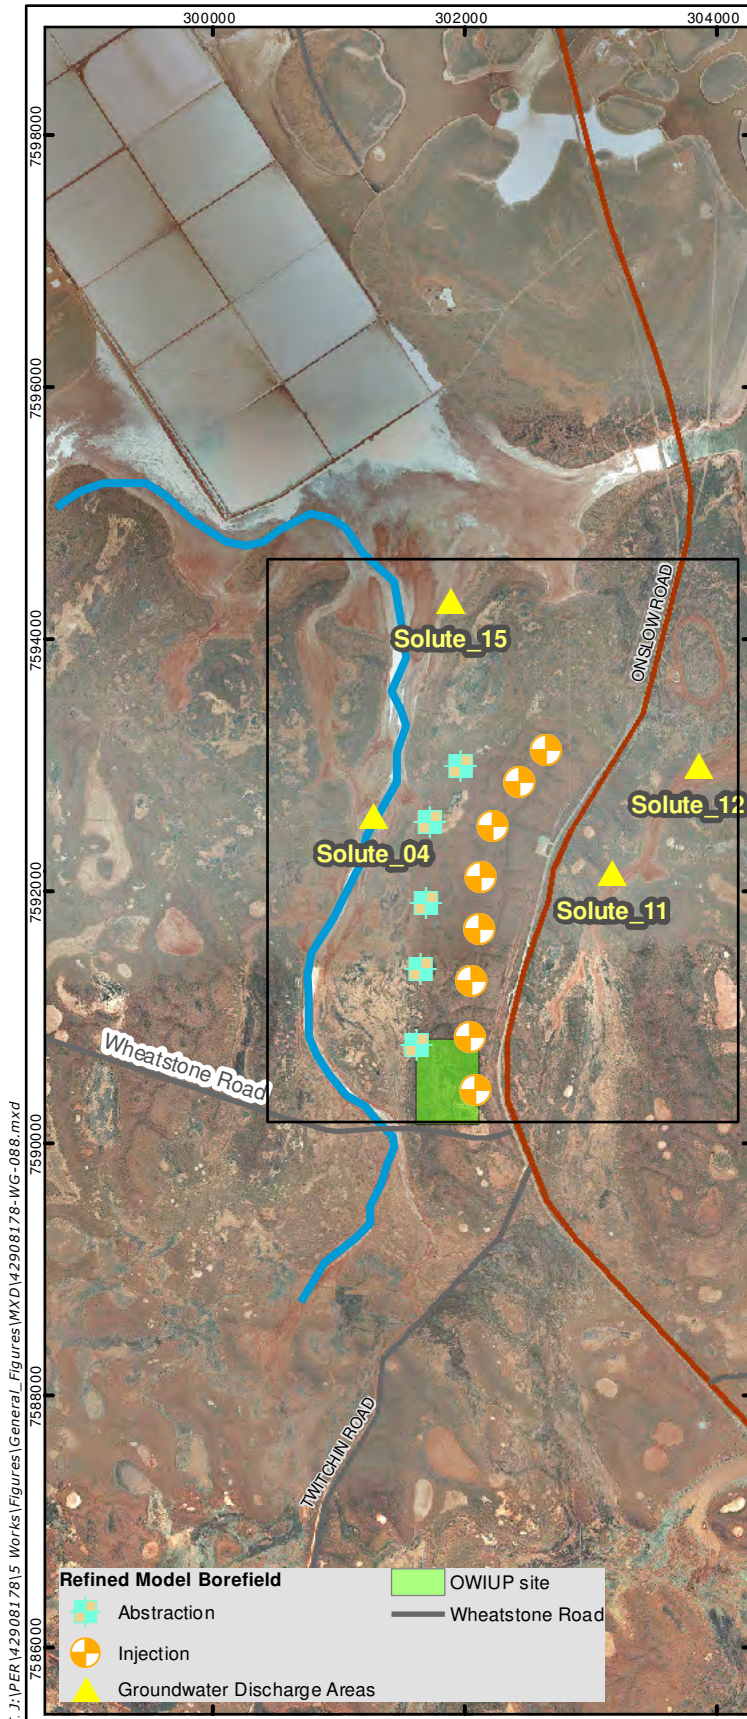 300000
302000
304000
7598000
7596000
7594000
7592000
7590000
7588000
7586000
ONSLOW ROAD
Solute_15
Solute_12
Solute_04
Solute_11
Wheatstone Road
TWITCHIN ROAD
Refined Model Borefield
Abstraction
Injection
Groundwater Discharge Areas
OWIUP site
Wheatstone Road
: J:\PER\42908178\5 Works\Figures\General_Figures\MXD\42908178-WG-088.mxd